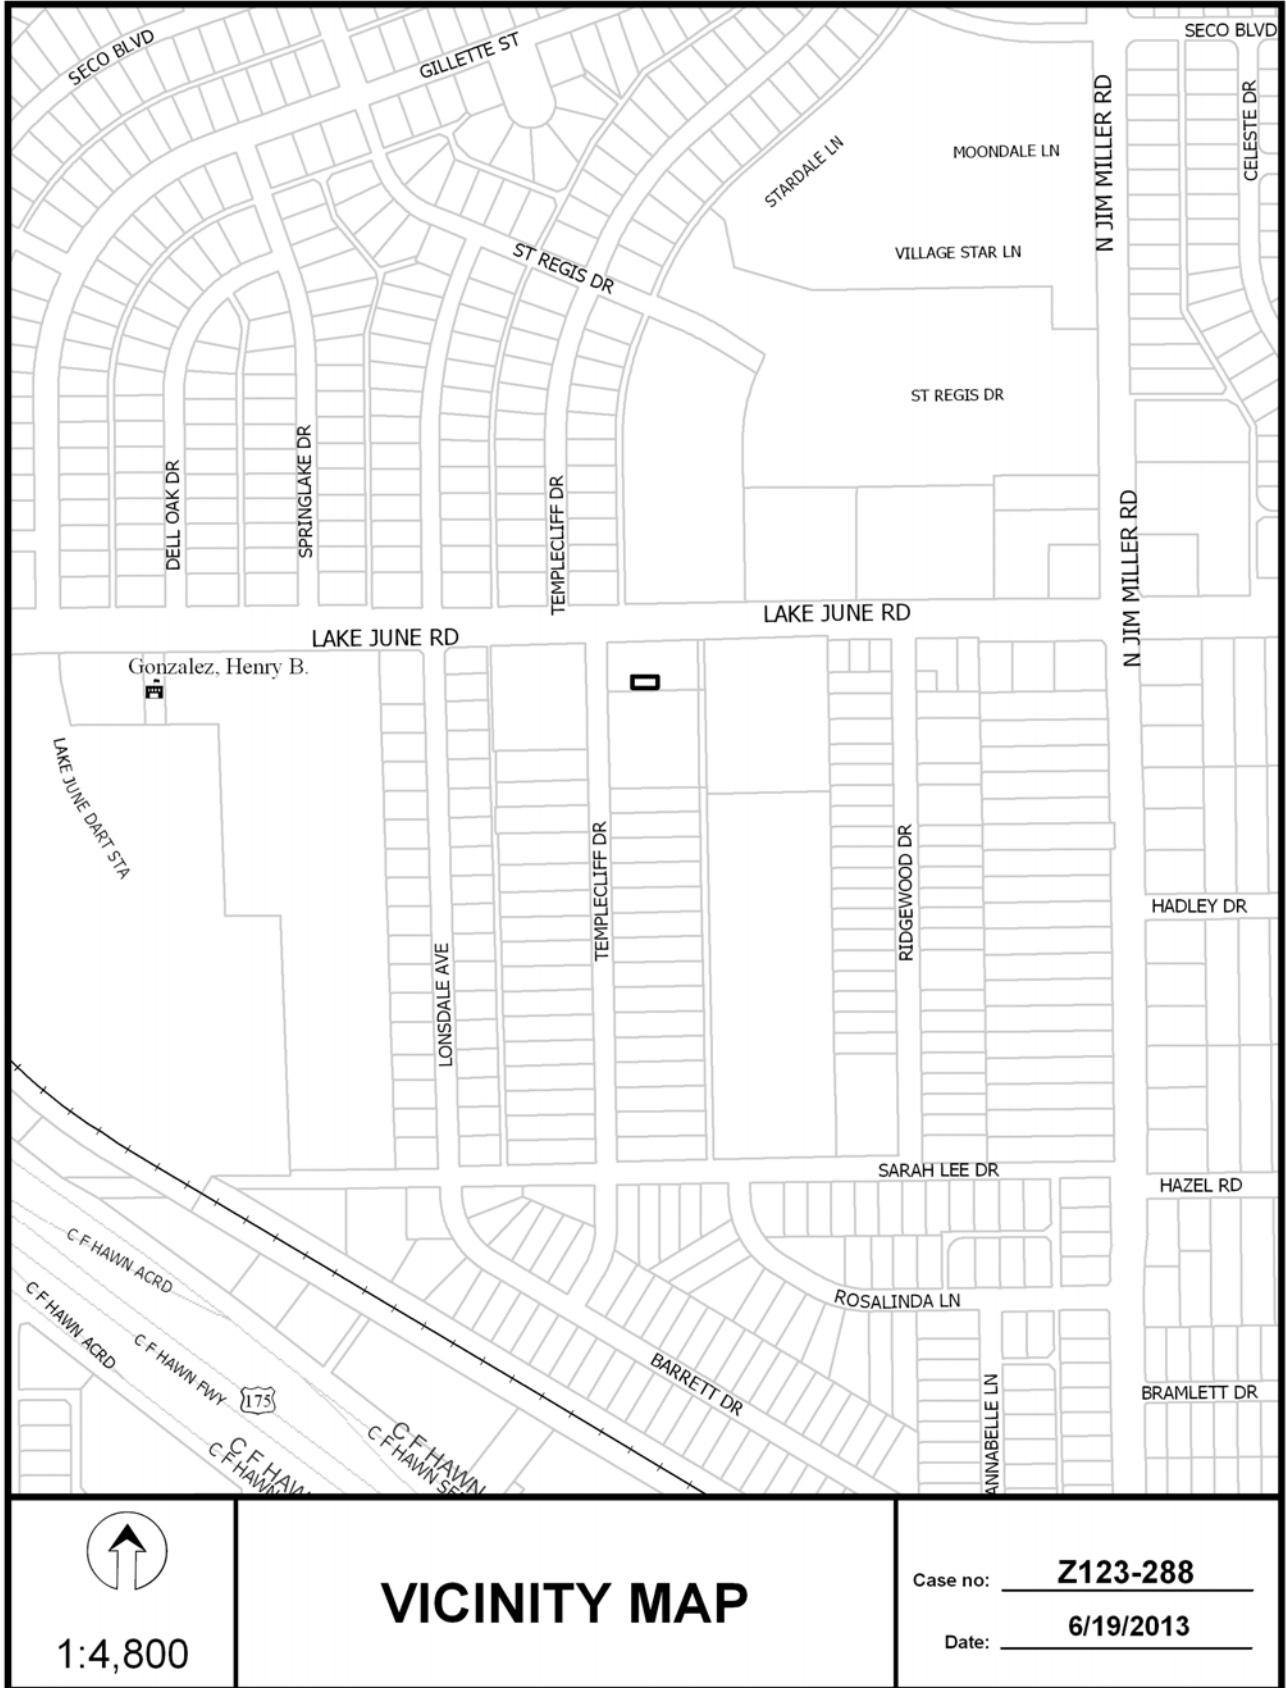 SECO BLVD
GILLETTE ST
SECO BLVD
N JIM MILLER RD
CELESTE DR
STARDALE LN
MOONDALE LN
VILLAGE STAR LN
ST REGIS DR
ST REGIS DR
DELL OAK DR
SPRINGLAKE DR
TEMPLECLIFF DR
N JIM MILLER RD
LAKE JUNE RD
LAKE JUNE RD
Gonzalez, Henry B.
LAKE JUNE DART STA
LONSDALE AVE
TEMPLECLIFF DR
RIDGEWOOD DR
HADLEY DR
SARAH LEE DR
HAZEL RD
C F HAWN ACRD
C F HAWN ACRD
C F HAWN FWY
175
ROSALINDA LN
BARRETT DR
ANNABELLE LN
BRAMLETT DR
C F HAWN
C F HAWN SE
C F HAW
C F HAWN
1:4,800
VICINITY MAP
Case no: Z123-288
Date: 6/19/2013